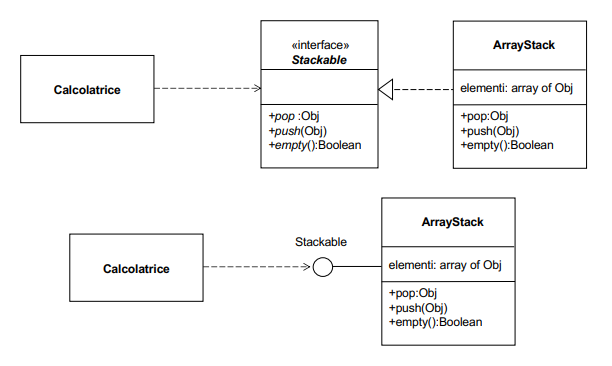 «interface»
Stackable
ArrayStack
Calcolatrice
elementi: array of Obj
+pop :Obj
+push(Obj)
+empty():Boolean
+pop:Obj
+push(Obj)
+empty():Boolean
ArrayStack
Stackable
Calcolatrice
elementi: array of Obj
+pop:Obj
+push(Obj)
+empty():Boolean